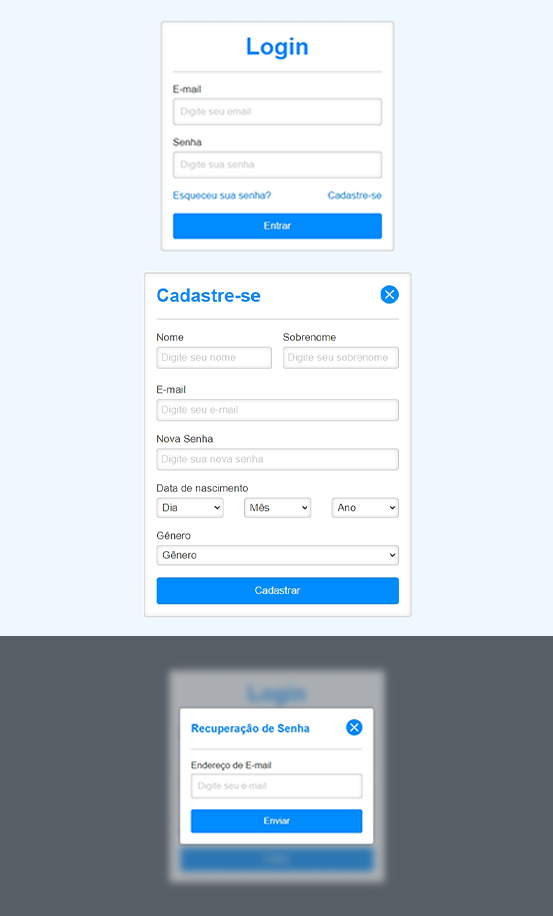 Login
E-mail
Digite seu email
Senha
Digite sua senha
Esqueceu sua senha? Cadastre-se
Entrar
Cadastre-se
Nome Sobrenome
Digite seu nome Digite seu sobrenome
E-mail
Digite seu e-mail
Nova Senha
Digite sua nova senha
Data de nascimento
Dia Mês Ano
Gênero
Gênero
Cadastrar
Login
Recuperação de Senha
Endereço de E-mail
Digite seu e-mail
Enviar